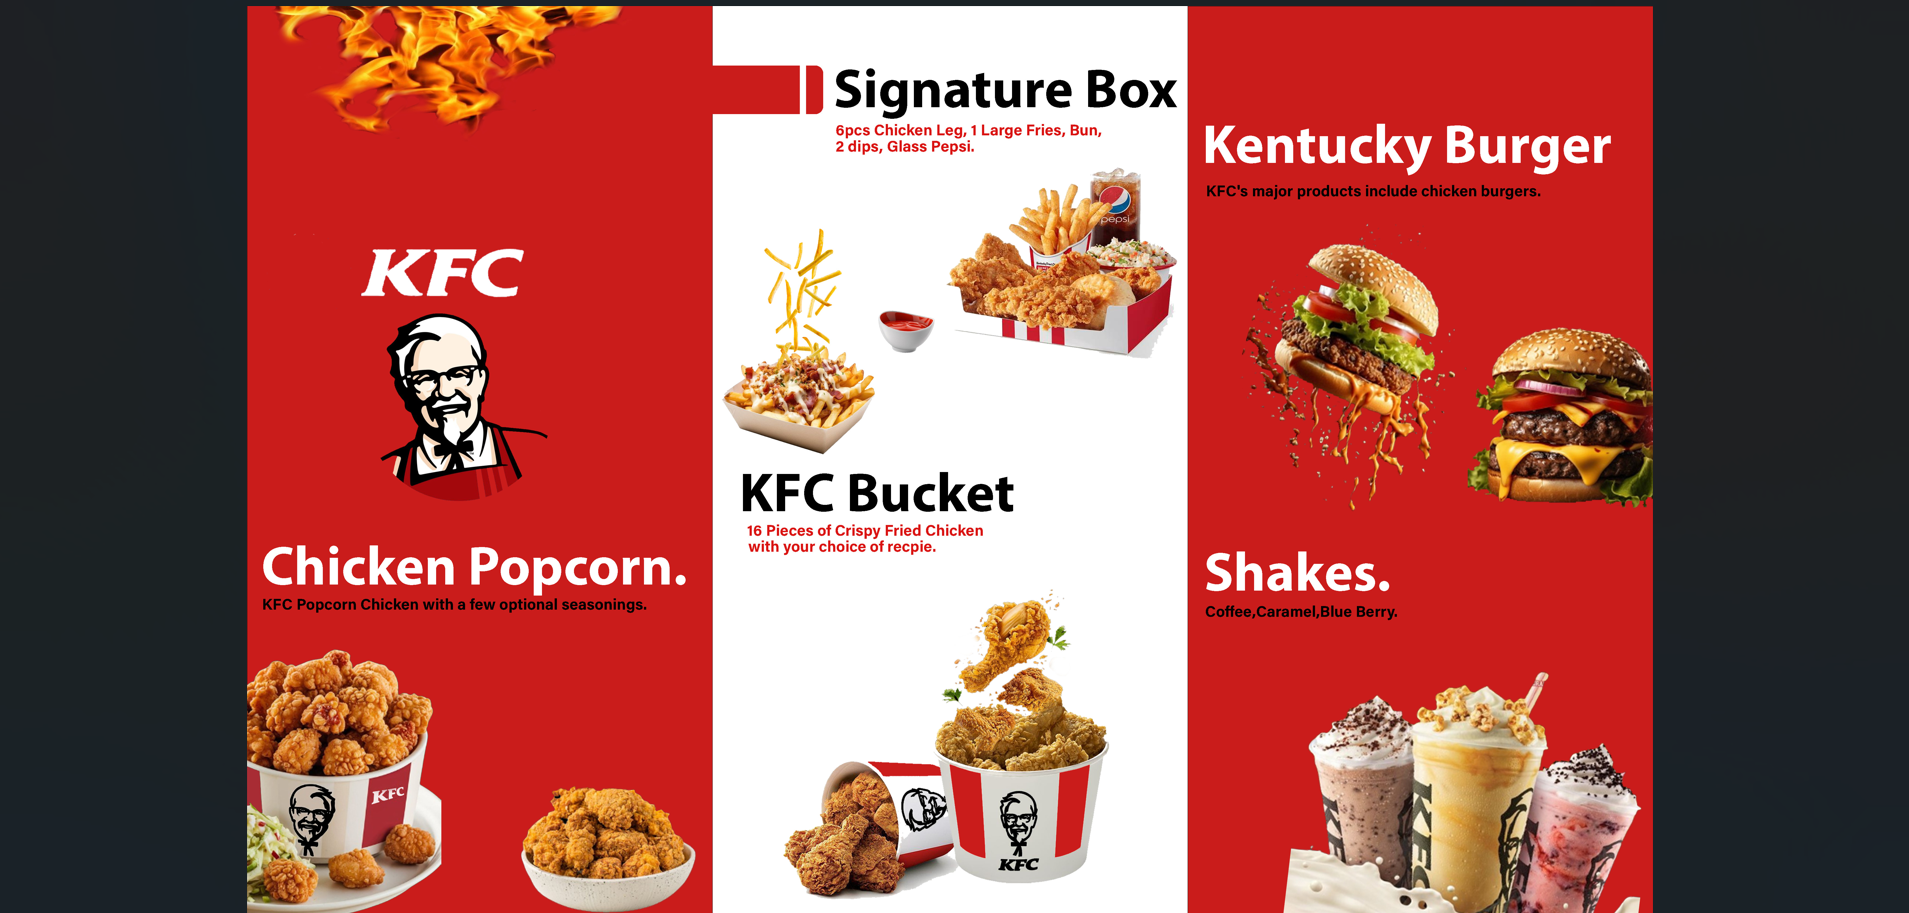 KFC
Chicken Popcorn.
KFC Popcorn Chicken with a few optional seasonings.
KFC
Signature Box
6pcs Chicken Leg, 1 Large Fries, Bun,
2 dips, Glass Pepsi.
pepsi
KFC Bucket
16 Pieces of Crispy Fried Chicken
with your choice of recpie.
KFC
Kentucky Burger
KFC's major products include chicken burgers.
Shakes.
Coffee,Caramel,Blue Berry.
KFC